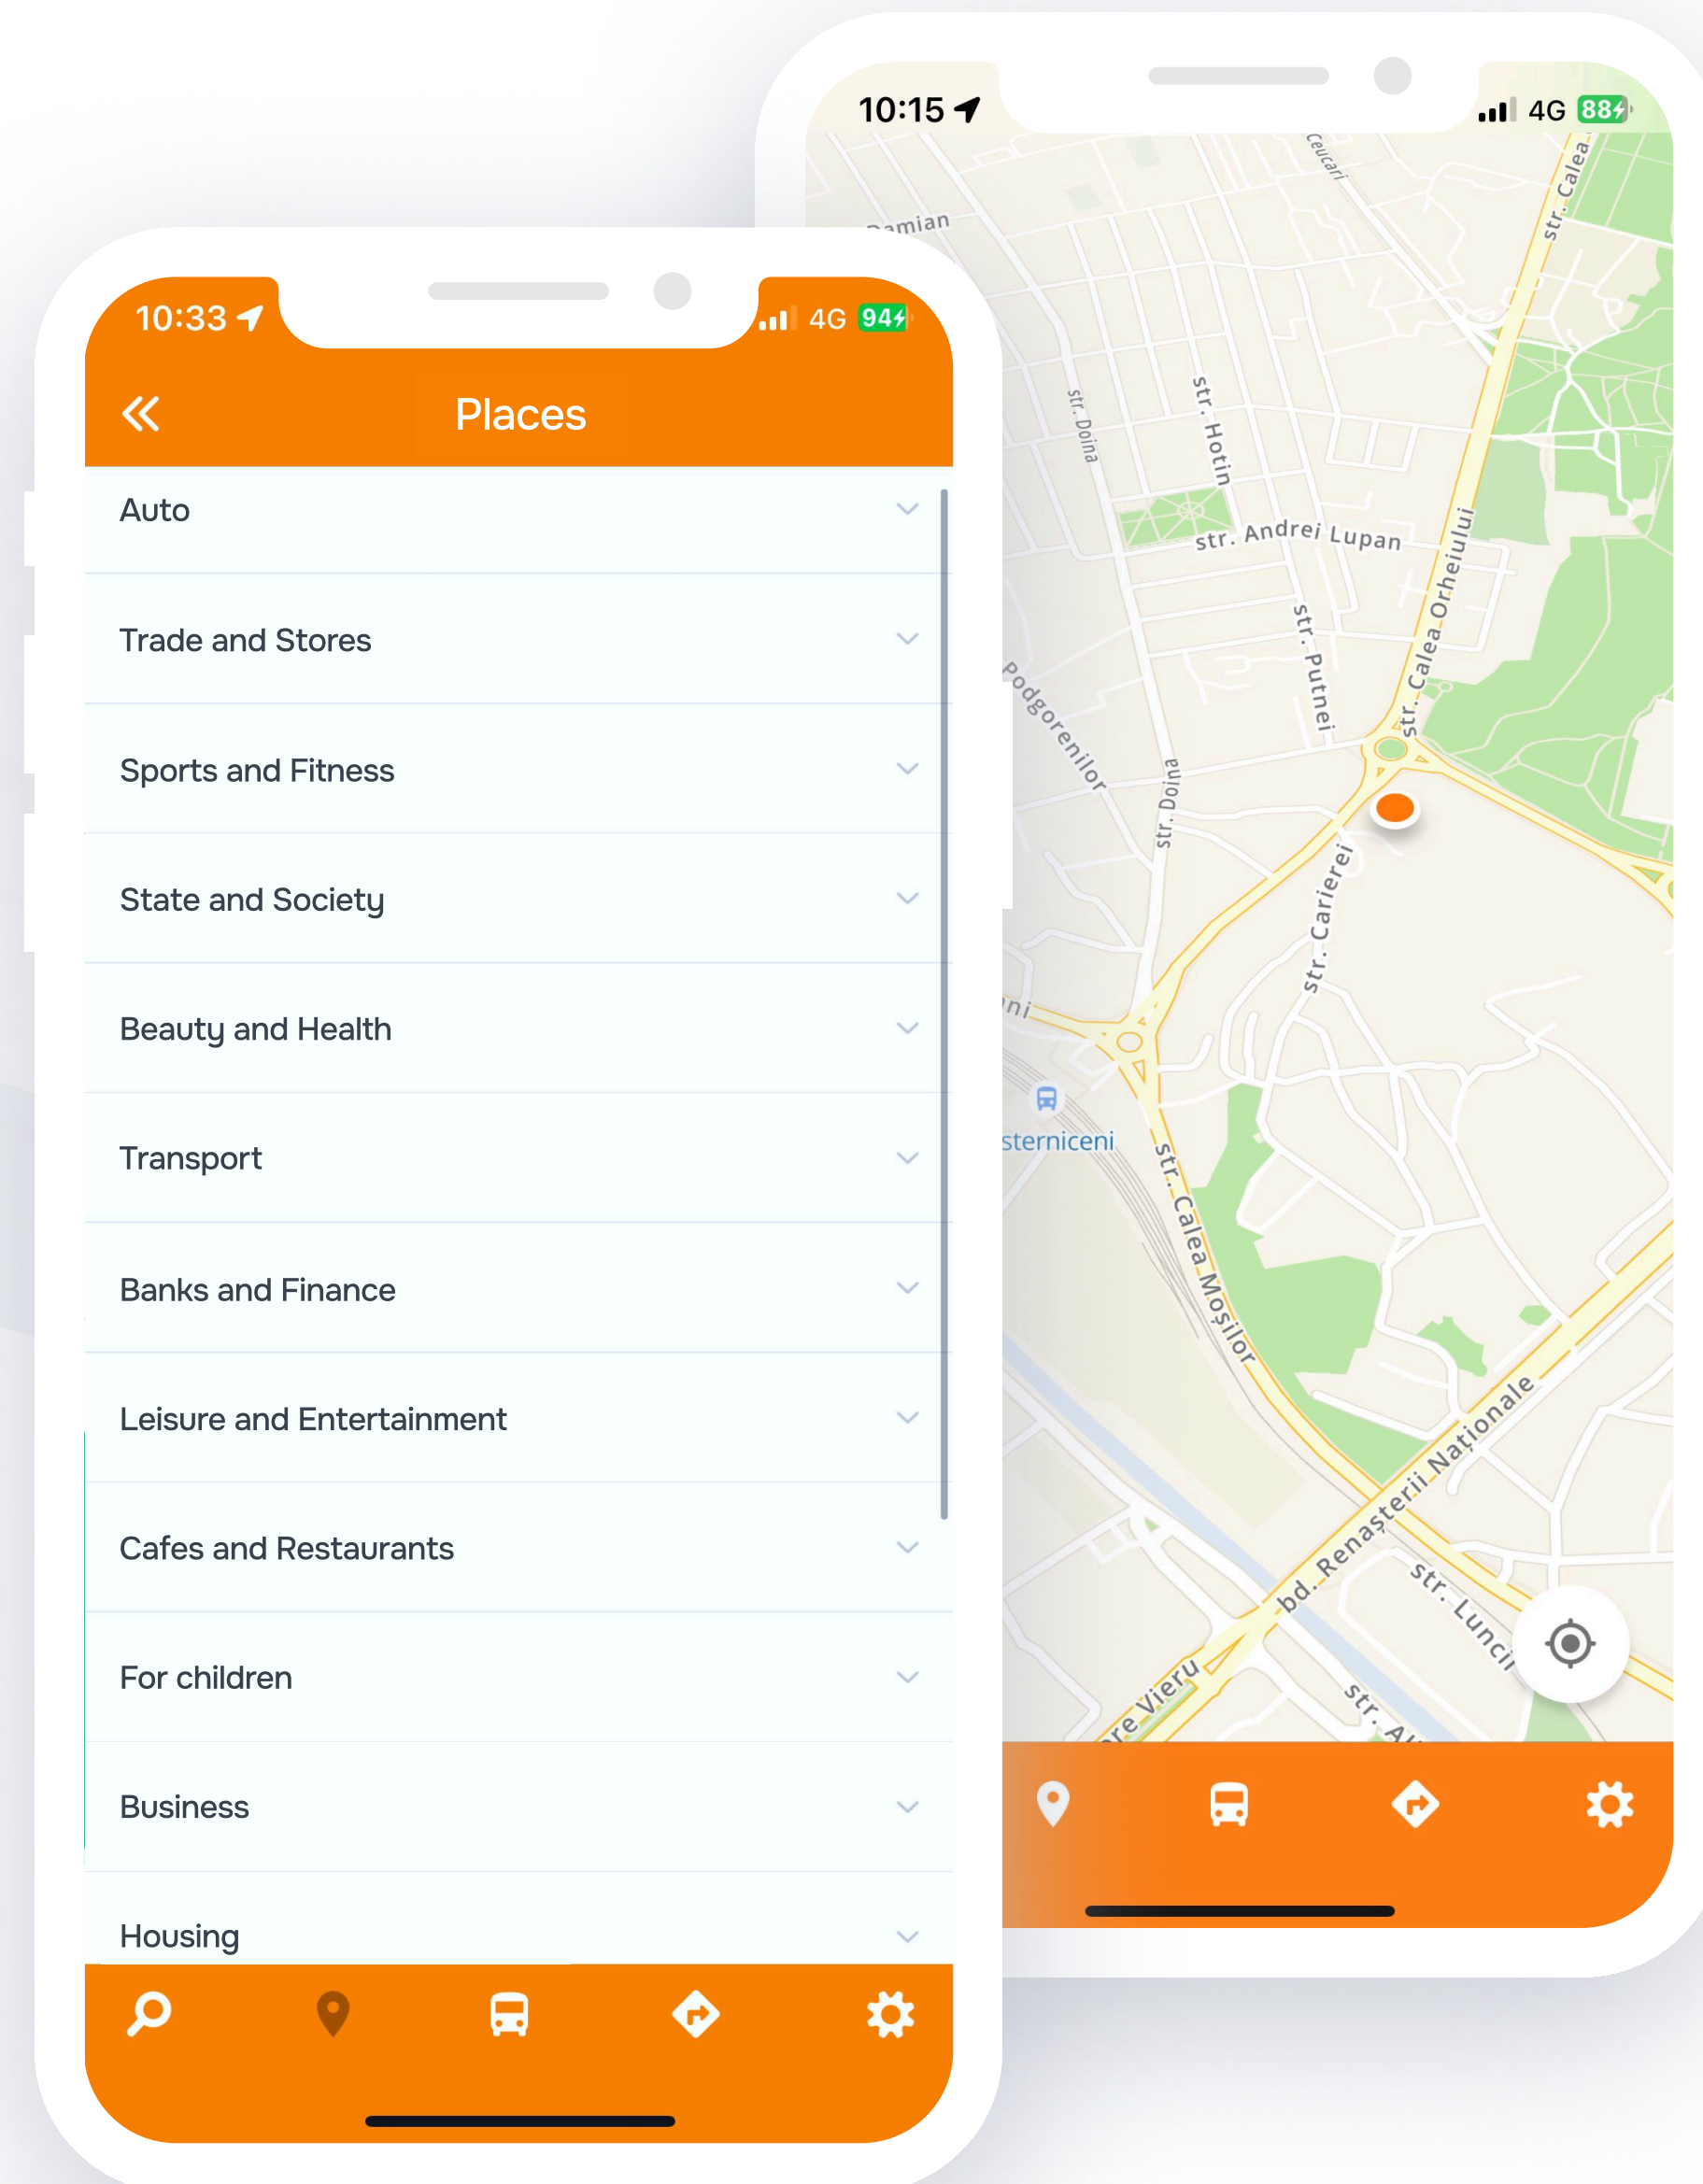 10:33
4G
94
Places
Auto
Trade and Stores
Sports and Fitness
State and Society
Beauty and Health
Transport
Banks and Finance
Leisure and Entertainment
Cafes and Restaurants
For children
Business
Housing
10:15
4G
88
Ceucari
str. Calea
str. Doina
str. Hotin
str. Andrei Lupan
str. Calea Orheiului
str. Putnei
Podgorenilor
str. Doina
str. Carierei
str. Calea Moșilor
bd. Renașterii Naționale
str. Luncii
Vieru
str.